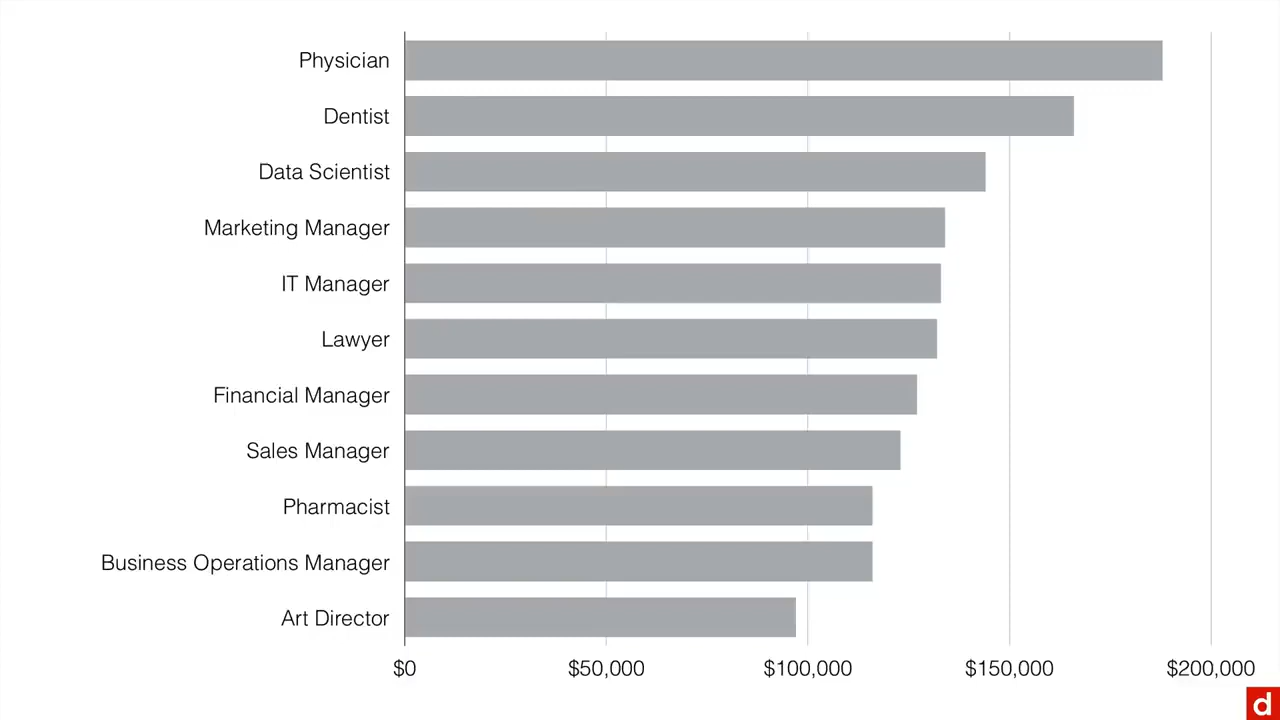 Physician
Dentist
Data Scientist
Marketing Manager
IT Manager
Lawyer
Financial Manager
Sales Manager
Pharmacist
Business Operations Manager
Art Director
$0 $50,000 $100,000 $150,000 $200,000
d